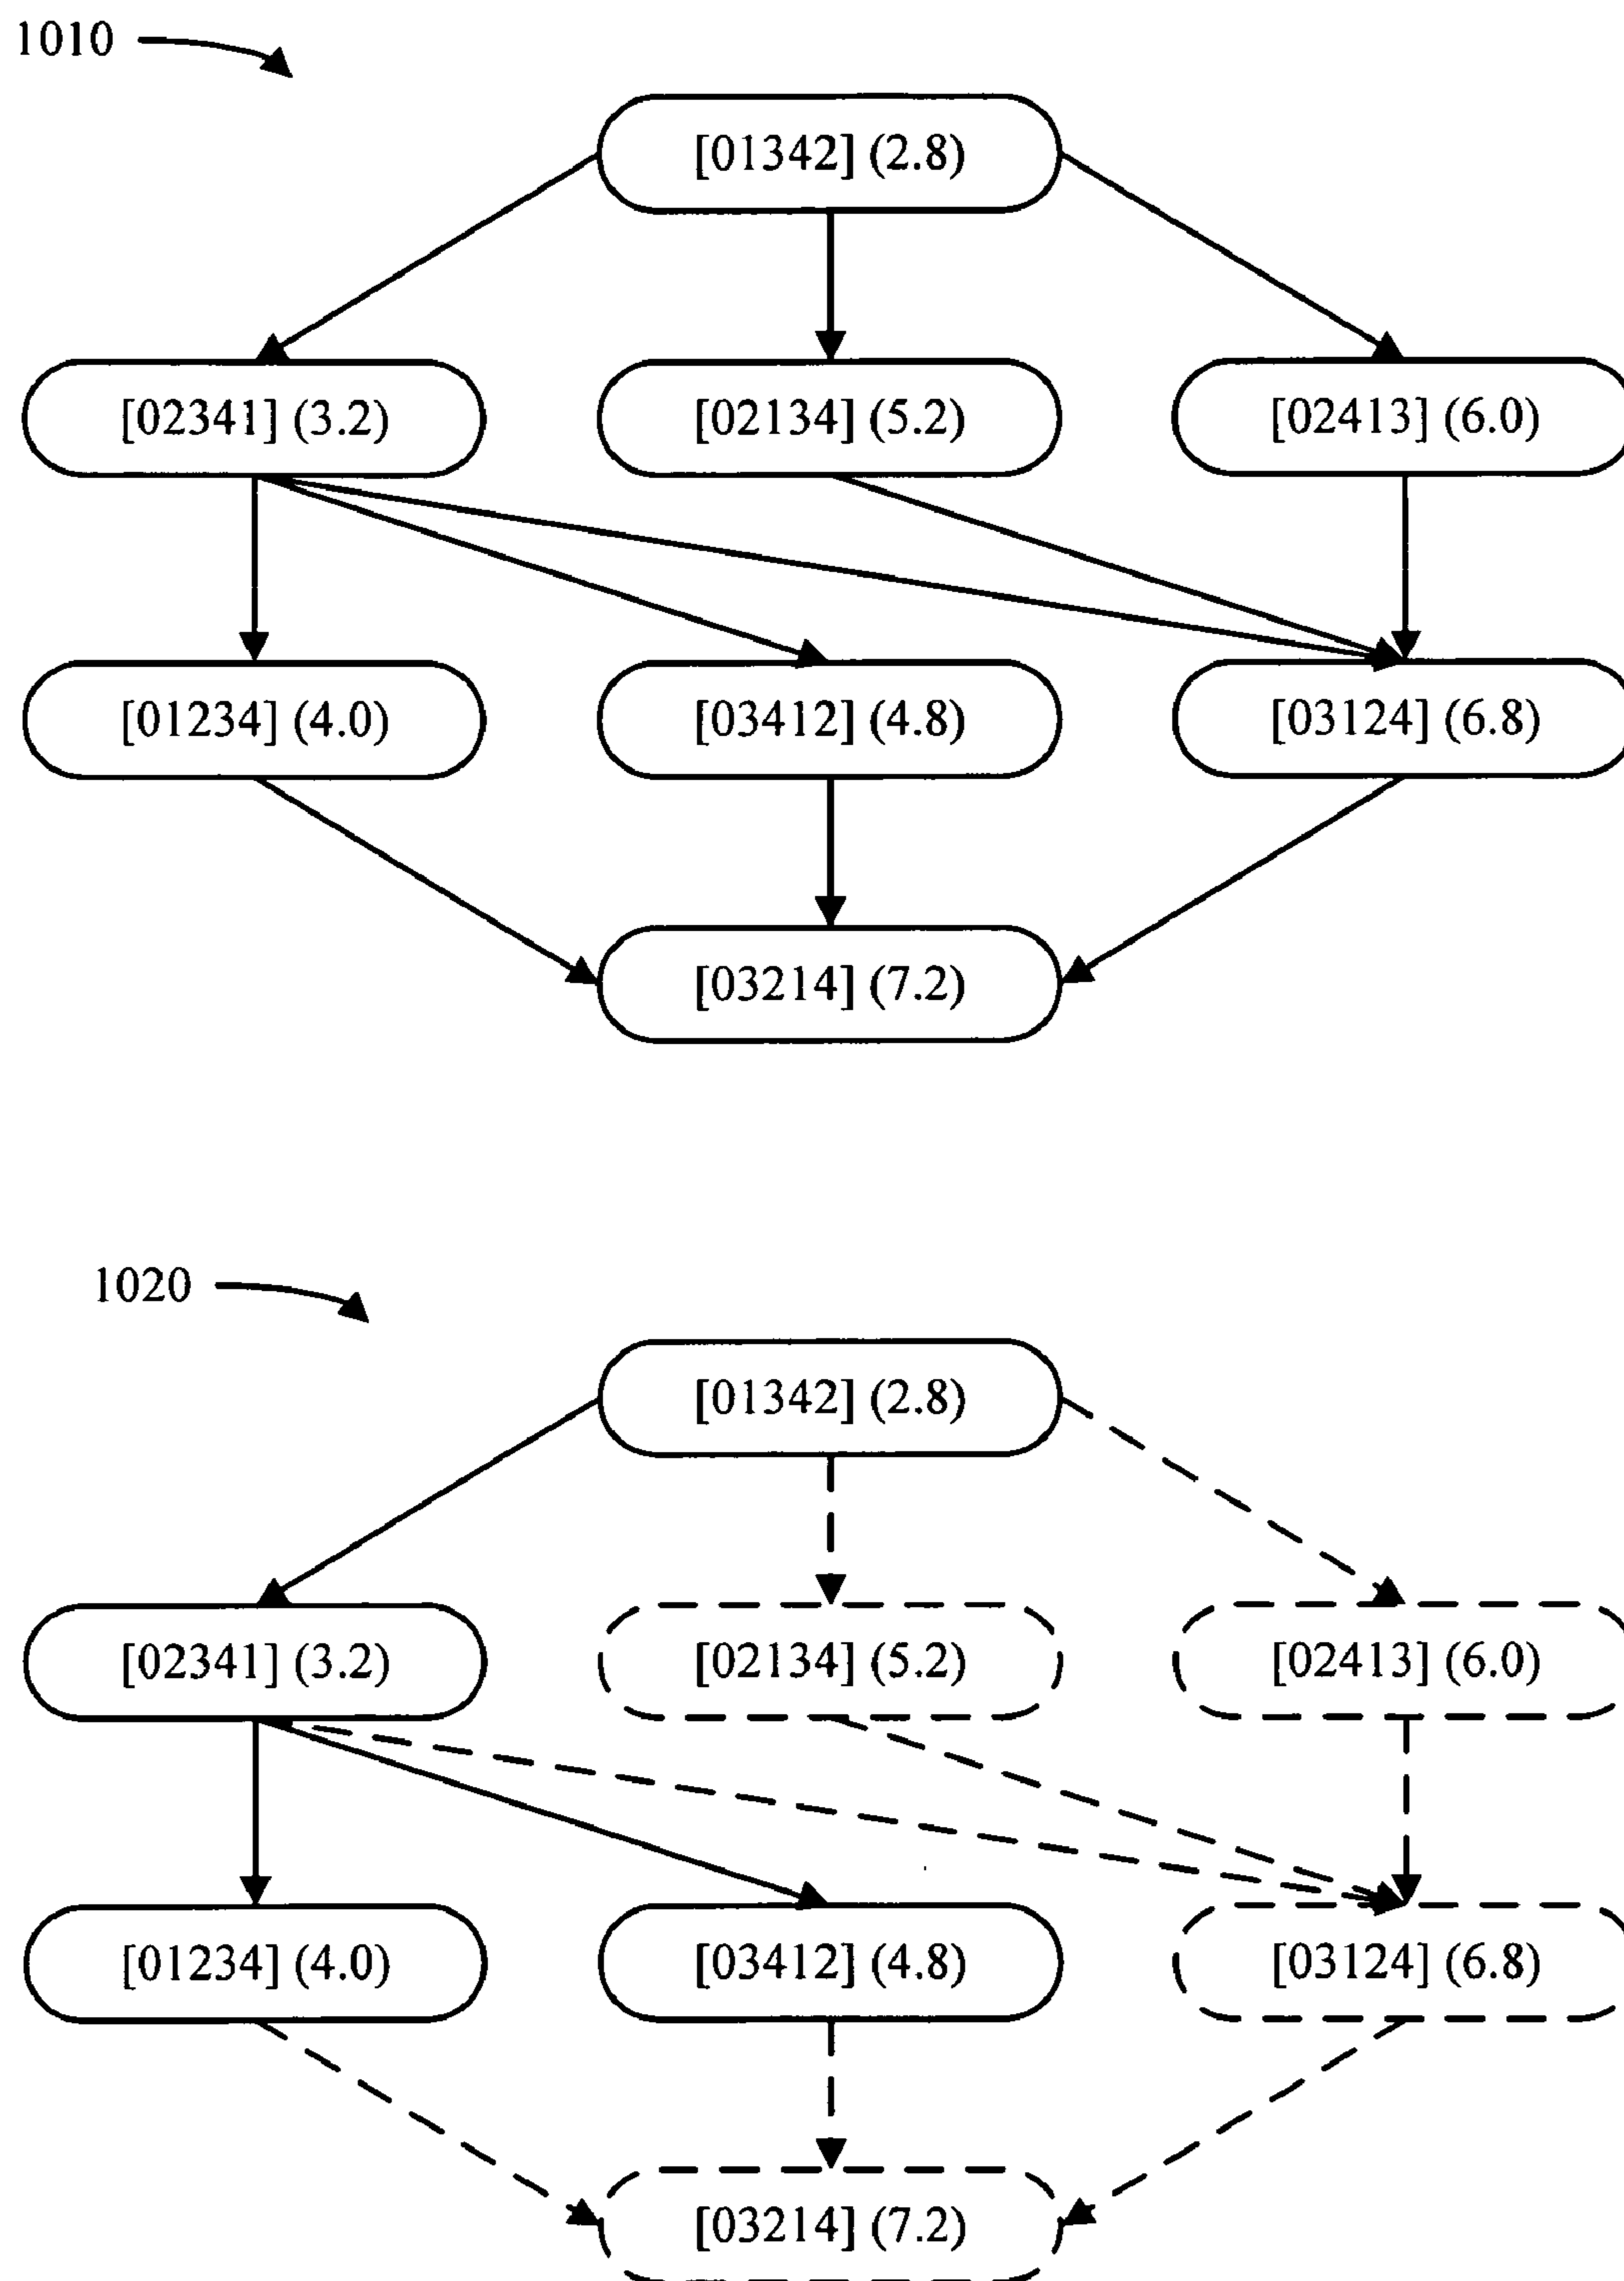 1010
[01342] (2.8)
[02341] (3.2) [02134] (5.2) [02413] (6.0)
[01234] (4.0) [03412] (4.8) [03124] (6.8)
[03214] (7.2)
1020
[01342] (2.8)
[02341] (3.2) [02134] (5.2) [02413] (6.0)
[01234] (4.0) [03412] (4.8) [03124] (6.8)
[03214] (7.2)